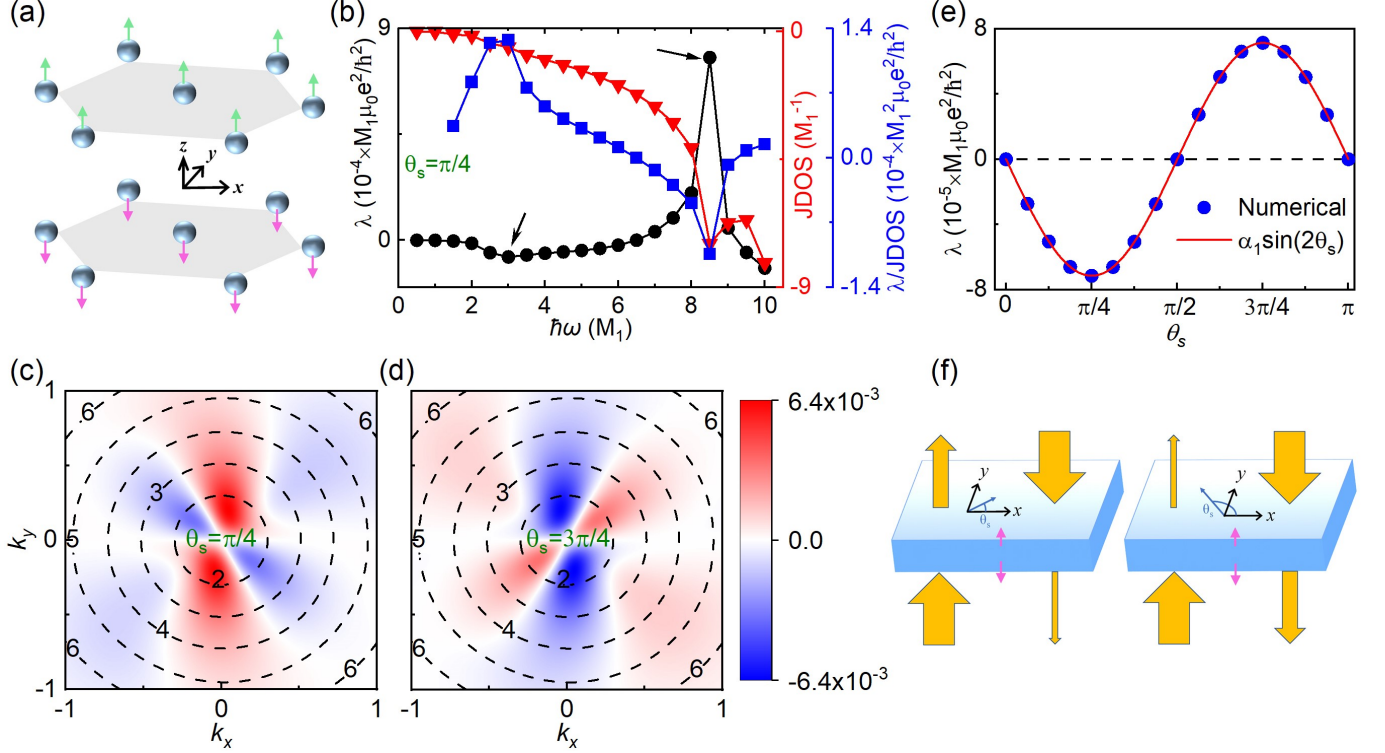 (a)
z
y
x
(b)
9
0
λ (10⁻⁴×M₁μ₀e²/ħ²)
θₛ=π/4
0 2 4 6 8 10
ħω (M₁)
0
-9
JDOS (M₁⁻¹)
1.4
0.0
-1.4
λ/JDOS (10⁻⁴×M₁²μ₀e²/ħ²)
(e)
8
0
-8
λ (10⁻⁵×M₁μ₀e²/ħ²)
Numerical
α₁sin(2θₛ)
0 π/4 π/2 3π/4 π
θₛ
(c)
1
0
-1
k_y
6 6
3
5 θₛ=π/4
2
4
6 6
-1 0 1
kₓ
(d)
6 6
3
5 θₛ=3π/4
2
4
6 6
-1 0 1
kₓ
6.4x10⁻³
0.0
-6.4x10⁻³
(f)
y
x
θₛ
y
x
θₛ